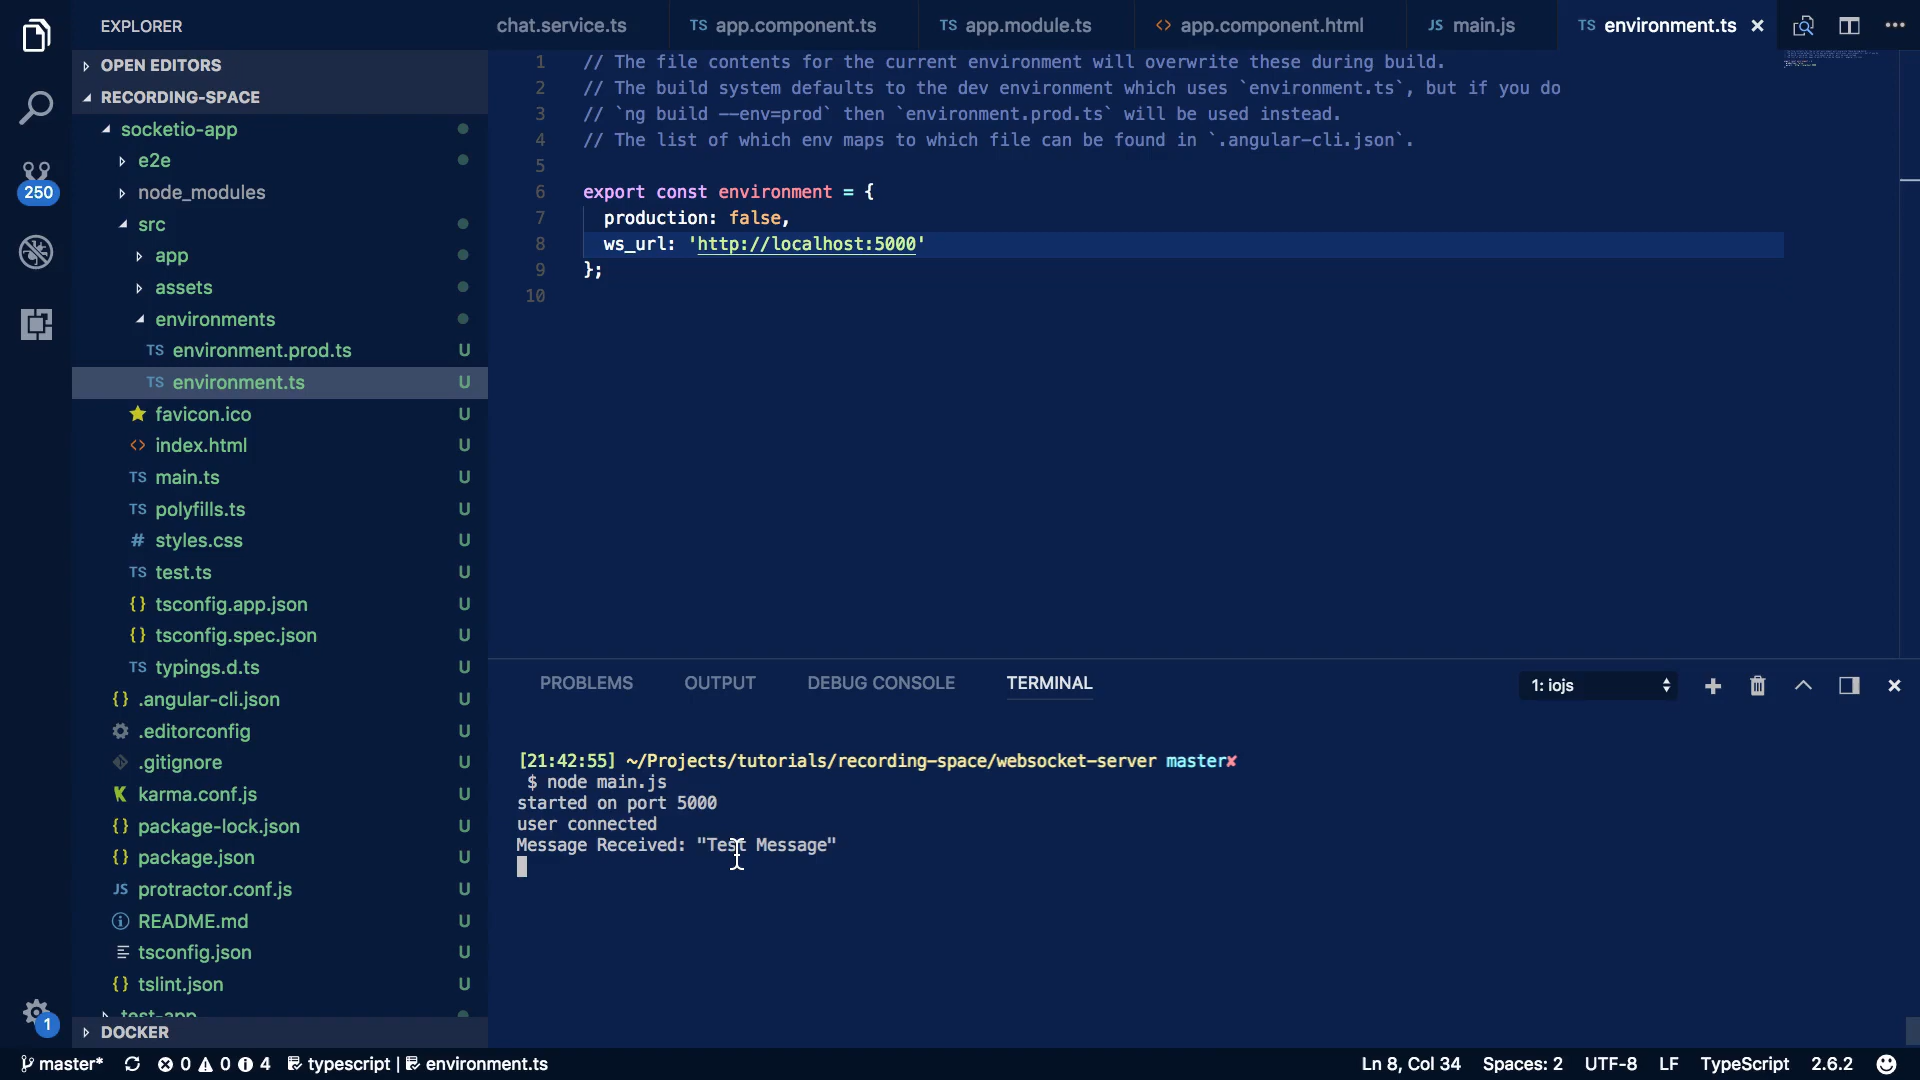 EXPLORER
OPEN EDITORS
RECORDING-SPACE
socketio-app
e2e
node_modules
src
app
assets
environments
TS environment.prod.ts U
TS environment.ts U
favicon.ico U
<> index.html U
TS main.ts U
TS polyfills.ts U
# styles.css U
TS test.ts U
{} tsconfig.app.json U
{} tsconfig.spec.json U
TS typings.d.ts U
{} .angular-cli.json U
.editorconfig U
.gitignore U
karma.conf.js U
{} package-lock.json U
{} package.json U
JS protractor.conf.js U
README.md U
tsconfig.json U
{} tslint.json U
test-app
DOCKER
250
1
chat.service.ts TS app.component.ts TS app.module.ts <> app.component.html JS main.js TS environment.ts
1 // The file contents for the current environment will overwrite these during build.
2 // The build system defaults to the dev environment which uses `environment.ts`, but if you do
3 // `ng build --env=prod` then `environment.prod.ts` will be used instead.
4 // The list of which env maps to which file can be found in `.angular-cli.json`.
5
6 export const environment = {
7 production: false,
8 ws_url: 'http://localhost:5000'
9 };
10
PROBLEMS OUTPUT DEBUG CONSOLE TERMINAL 1: iojs
[21:42:55] ~/Projects/tutorials/recording-space/websocket-server master✘
$ node main.js
started on port 5000
user connected
Message Received: "Test Message"
master* 0 0 4 typescript | environment.ts Ln 8, Col 34 Spaces: 2 UTF-8 LF TypeScript 2.6.2